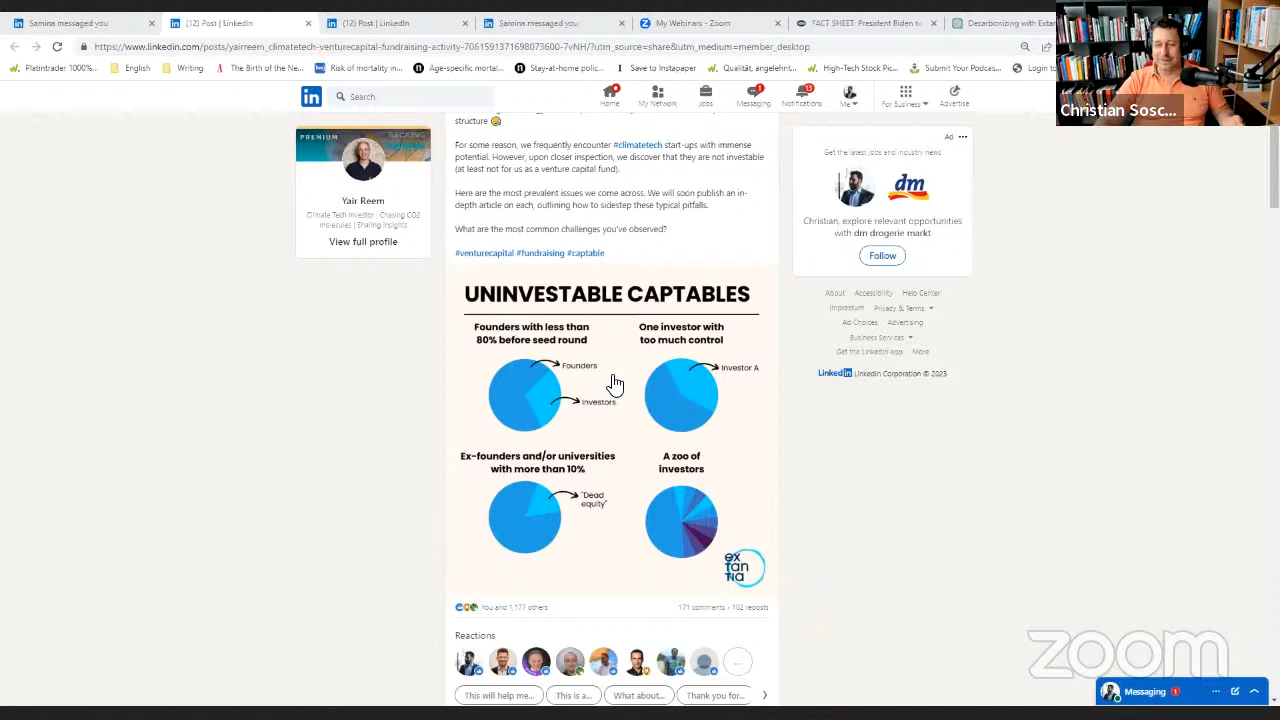 Samina messaged you
(12) Post | LinkedIn
(12) Post | LinkedIn
Samina messaged you
My Webinars - Zoom
FACT SHEET: President Biden to
Decarbonizing with Extan
https://www.linkedin.com/posts/yairreem_climatetech-venturecapital-fundraising-activity-
61591371698073600-7vNH/?utm_source=share&utm_medium=member_desktop
Platintrader 1000%...
English
Writing
The Birth of the Ne...
Risk of mortality in...
Age-specific mortal...
Stay-at-home polic...
Save to Instapaper
Qualität, angelehnt...
High-Tech Stock Pic...
Submit Your Podcas...
Login to
Christian Sosc...
Search
Home
My Network
Jobs
Messaging
Notifications
13
Me
For Business
Advertise
PREMIUM
BACKING
Yair Reem
Climate Tech Investor | Chasing CO2
molecules | Sharing Insights
View full profile
structure
For some reason, we frequently encounter #climatetech start-ups with immense
potential. However, upon closer inspection, we discover that they are not investable
(at least not for us as a venture capital fund).
Here are the most prevalent issues we come across. We will soon publish an in-
depth article on each, outlining how to sidestep these typical pitfalls.
What are the most common challenges you've observed?
#venturecapital #fundraising #captable
UNINVESTABLE CAPTABLES
Founders with less than
80% before seed round
Founders
Investors
One investor with
too much control
Investor A
Ex-founders and/or universities
with more than 10%
"Dead
equity"
A zoo of
investors
ex
tan
tia
You and 1,177 others
171 comments · 102 reposts
Reactions
This will help me...
This is a...
What about...
Thank you for...
Ad
Get the latest jobs and industry news
dm
Christian, explore relevant opportunities
with dm drogerie markt
Follow
About
Accessibility
Help Center
Impressum
Privacy & Terms
Ad Choices
Advertising
Business Services
Get the LinkedIn app
More
LinkedIn LinkedIn Corporation © 2023
zoom
Messaging
1